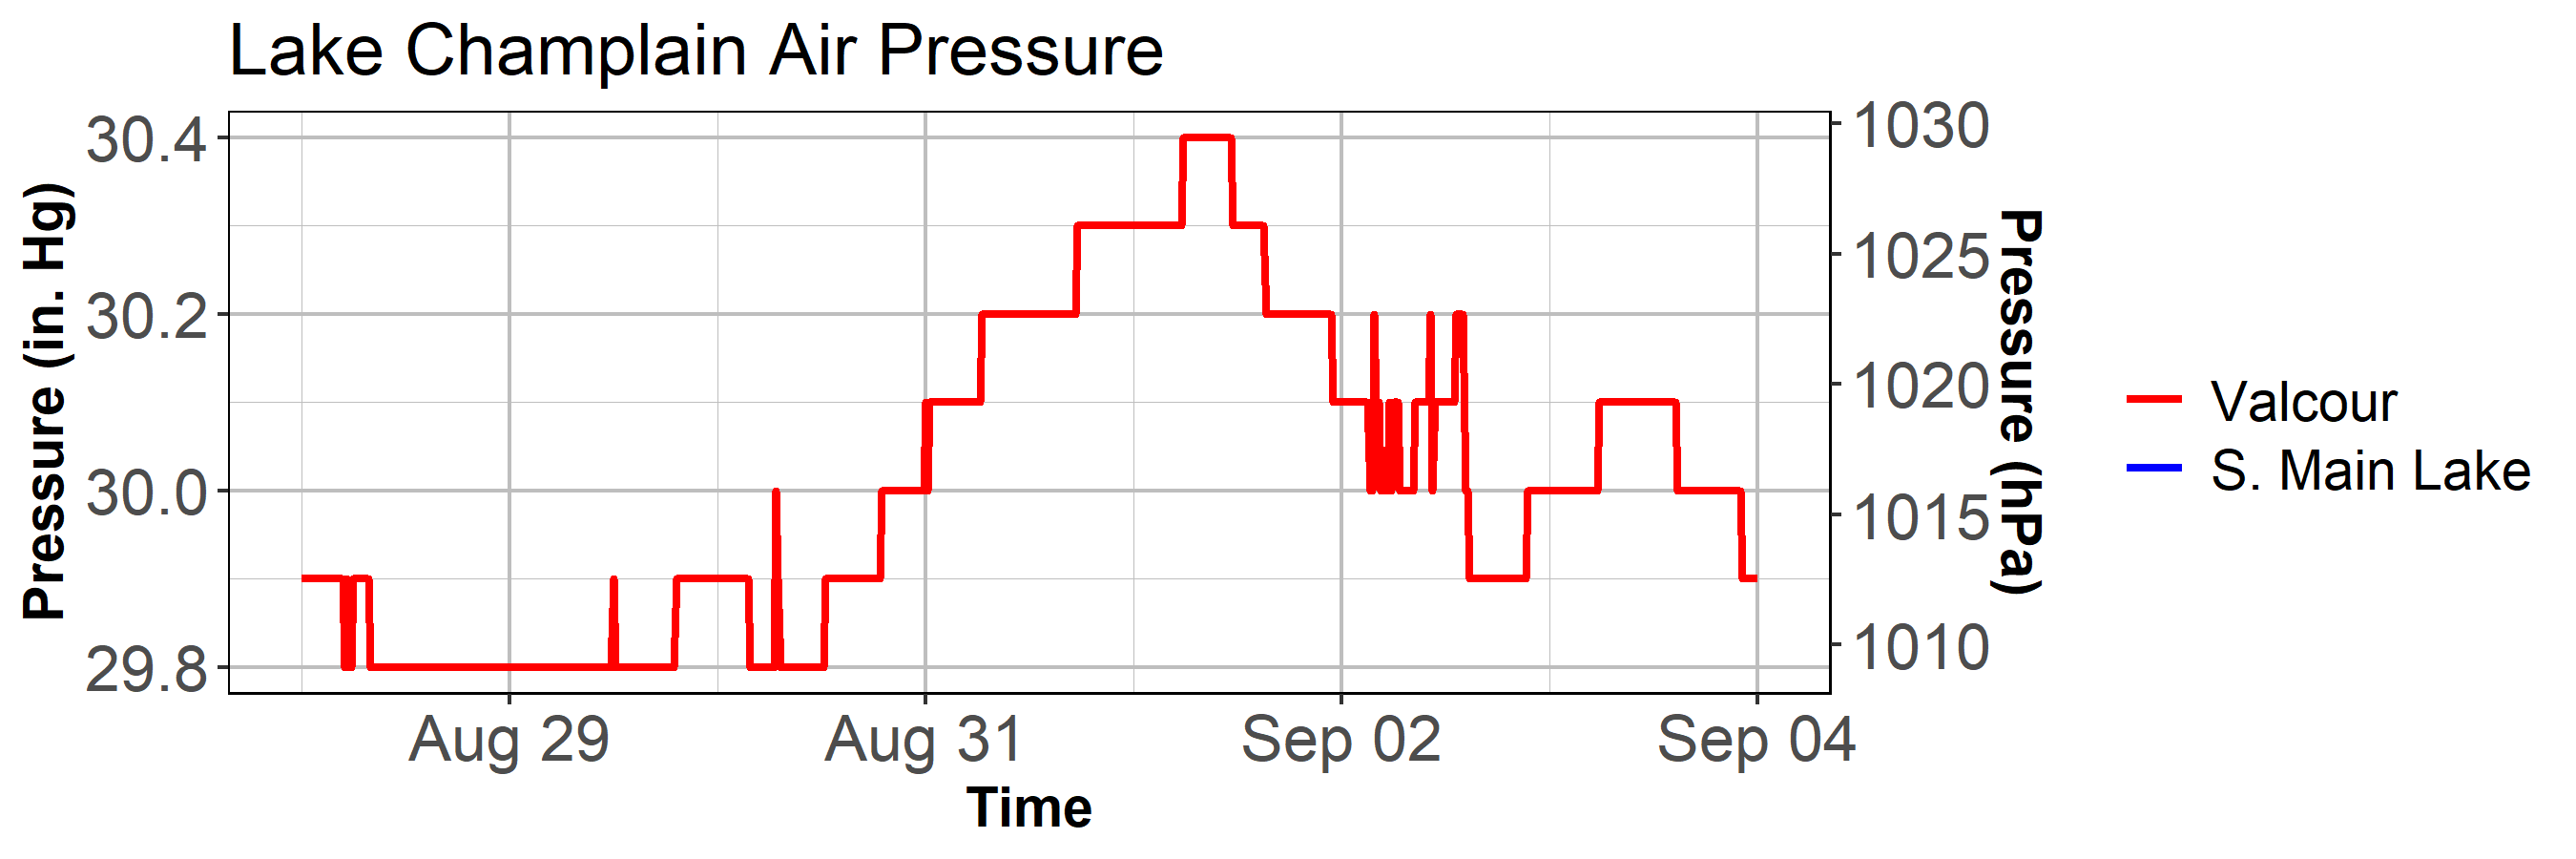 Lake Champlain Air Pressure
Pressure (in. Hg)
30.4
30.2
30.0
29.8
1030
1025
1020
1015
1010
Pressure (hPa)
Aug 29
Aug 31
Sep 02
Sep 04
Time
Valcour
S. Main Lake